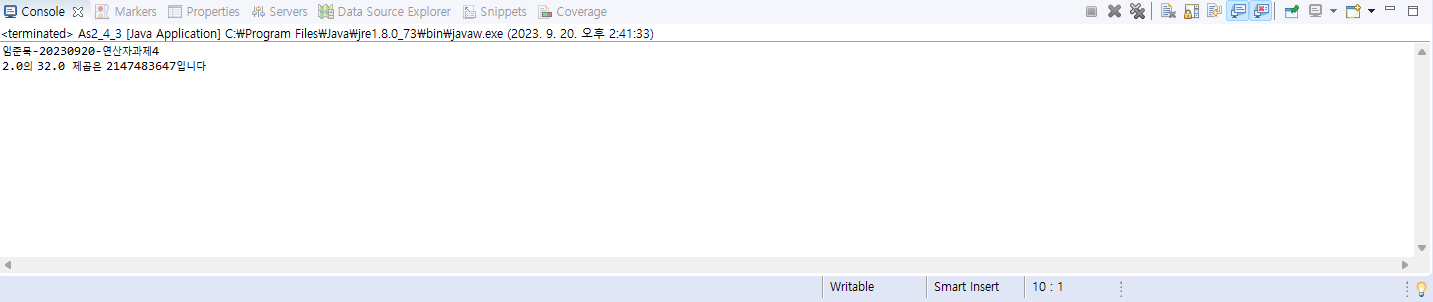 Console Markers Properties Servers Data Source Explorer Snippets Coverage
<terminated> As2_4_3 [Java Application] C:₩Program Files₩Java₩jre1.8.0_73₩bin₩javaw.exe (2023. 9. 20. 오후 2:41:33)
임준묵-20230920-연산자과제4
2.0의 32.0 제곱은 2147483647입니다
Writable Smart Insert 10 : 1